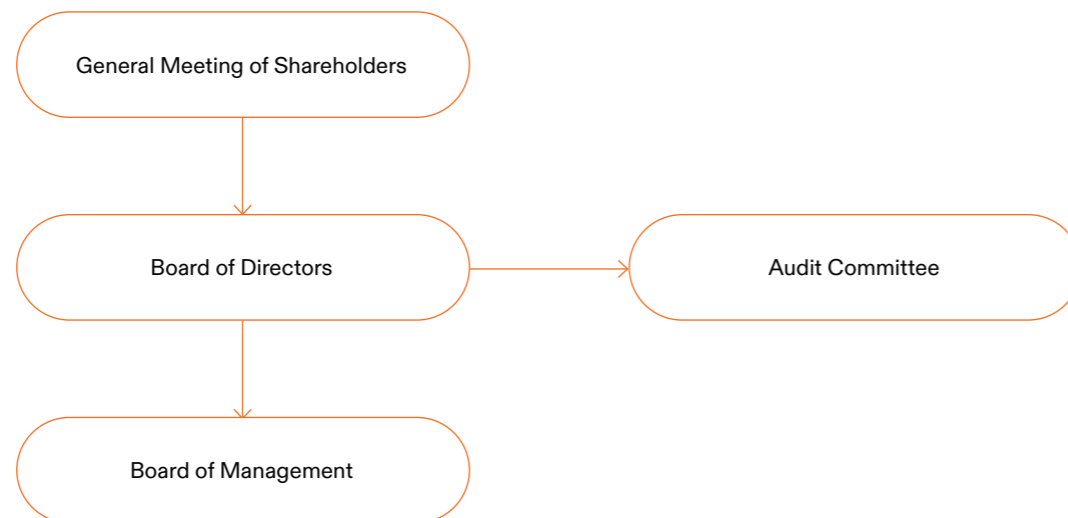 General Meeting of Shareholders
Board of Directors
Audit Committee
Board of Management